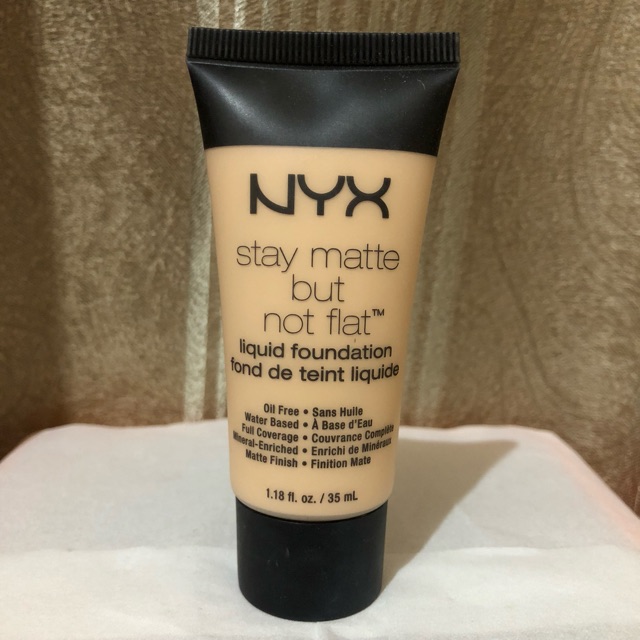 NYX
stay matte
but
not flat™
liquid foundation
fond de teint liquide
Oil Free • Sans Huile
Water Based • À Base d'Eau
Full Coverage • Couvrance Complète
Mineral-Enriched • Enrichi de Minéraux
Matte Finish • Finition Mate
1.18 fl. oz. / 35 mL